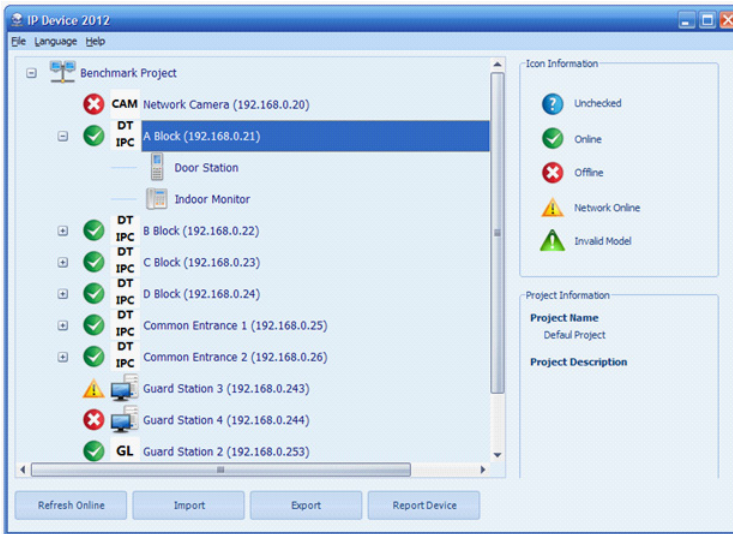 IP Device 2012
File Language Help
Benchmark Project
CAM Network Camera (192.168.0.20)
DT IPC A Block (192.168.0.21)
Door Station
Indoor Monitor
DT IPC B Block (192.168.0.22)
DT IPC C Block (192.168.0.23)
DT IPC D Block (192.168.0.24)
DT IPC Common Entrance 1 (192.168.0.25)
DT IPC Common Entrance 2 (192.168.0.26)
Guard Station 3 (192.168.0.243)
Guard Station 4 (192.168.0.244)
GL Guard Station 2 (192.168.0.253)
Refresh Online Import Export Report Device
Icon Information
Unchecked
Online
Offline
Network Online
Invalid Model
Project Information
Project Name
Defaul Project
Project Description